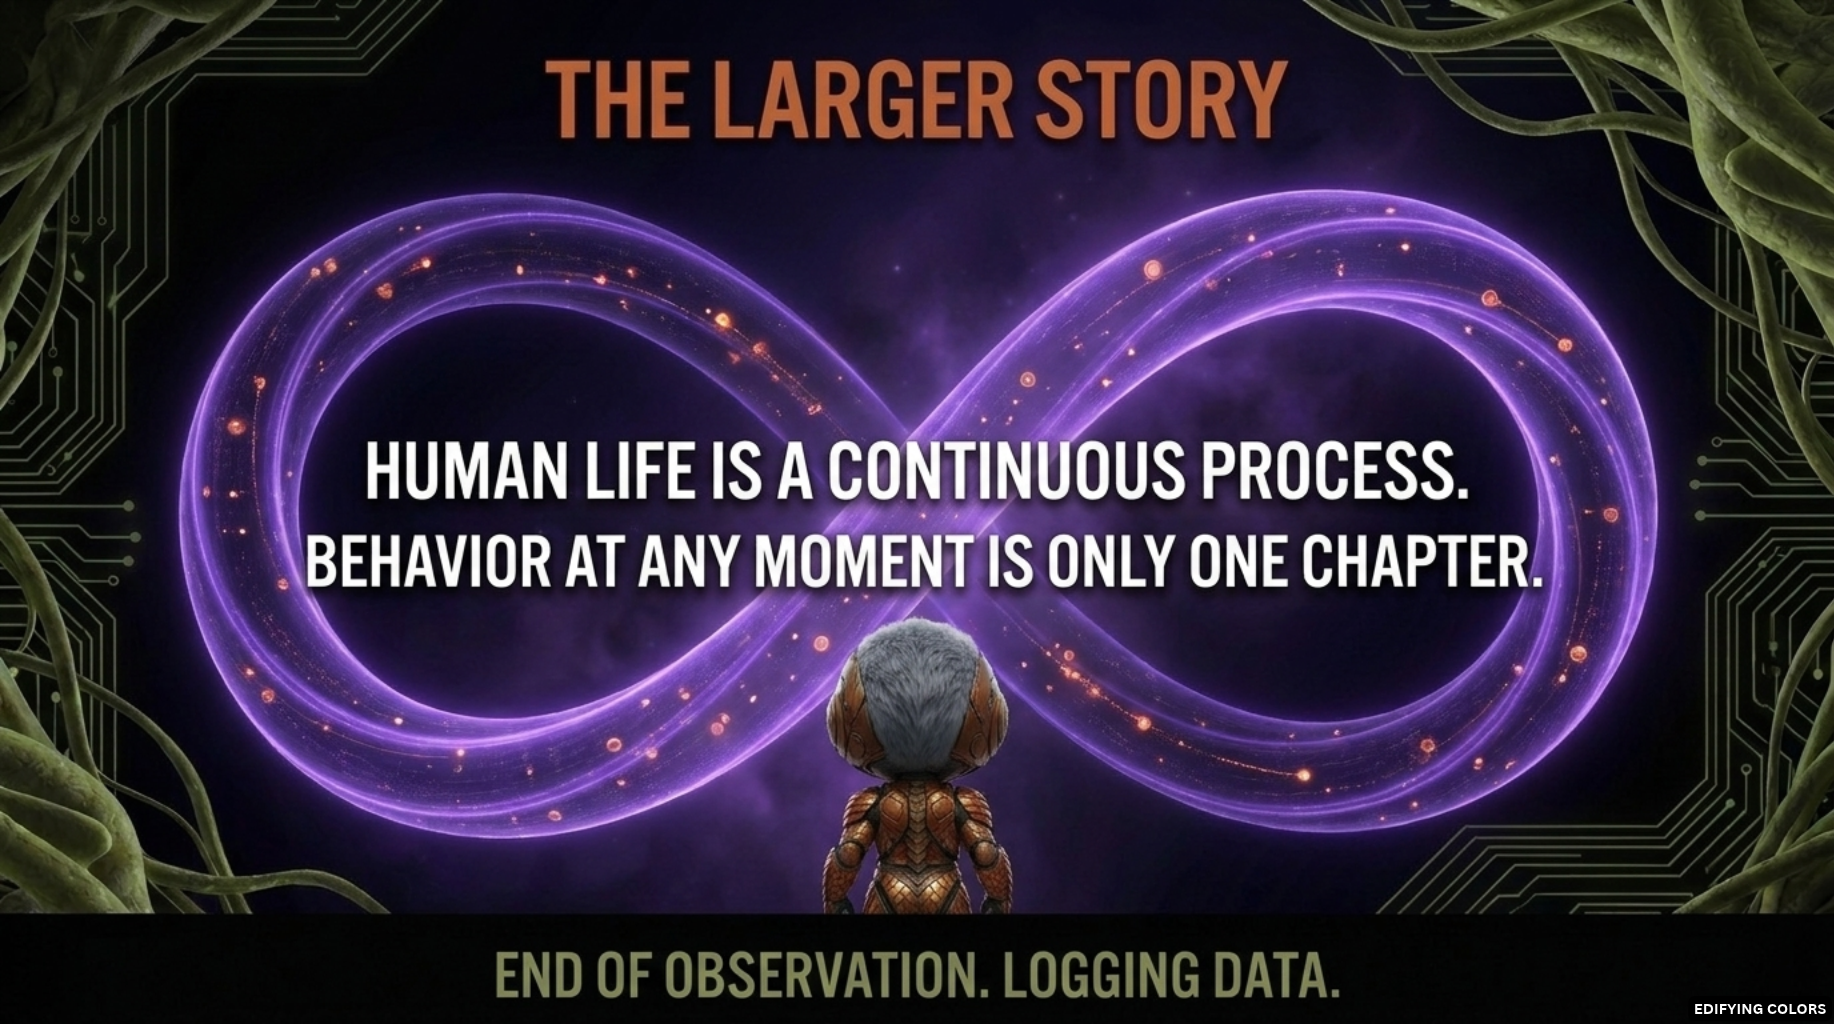 THE LARGER STORY
HUMAN LIFE IS A CONTINUOUS PROCESS.
BEHAVIOR AT ANY MOMENT IS ONLY ONE CHAPTER.
END OF OBSERVATION. LOGGING DATA.
EDIFYING COLORS